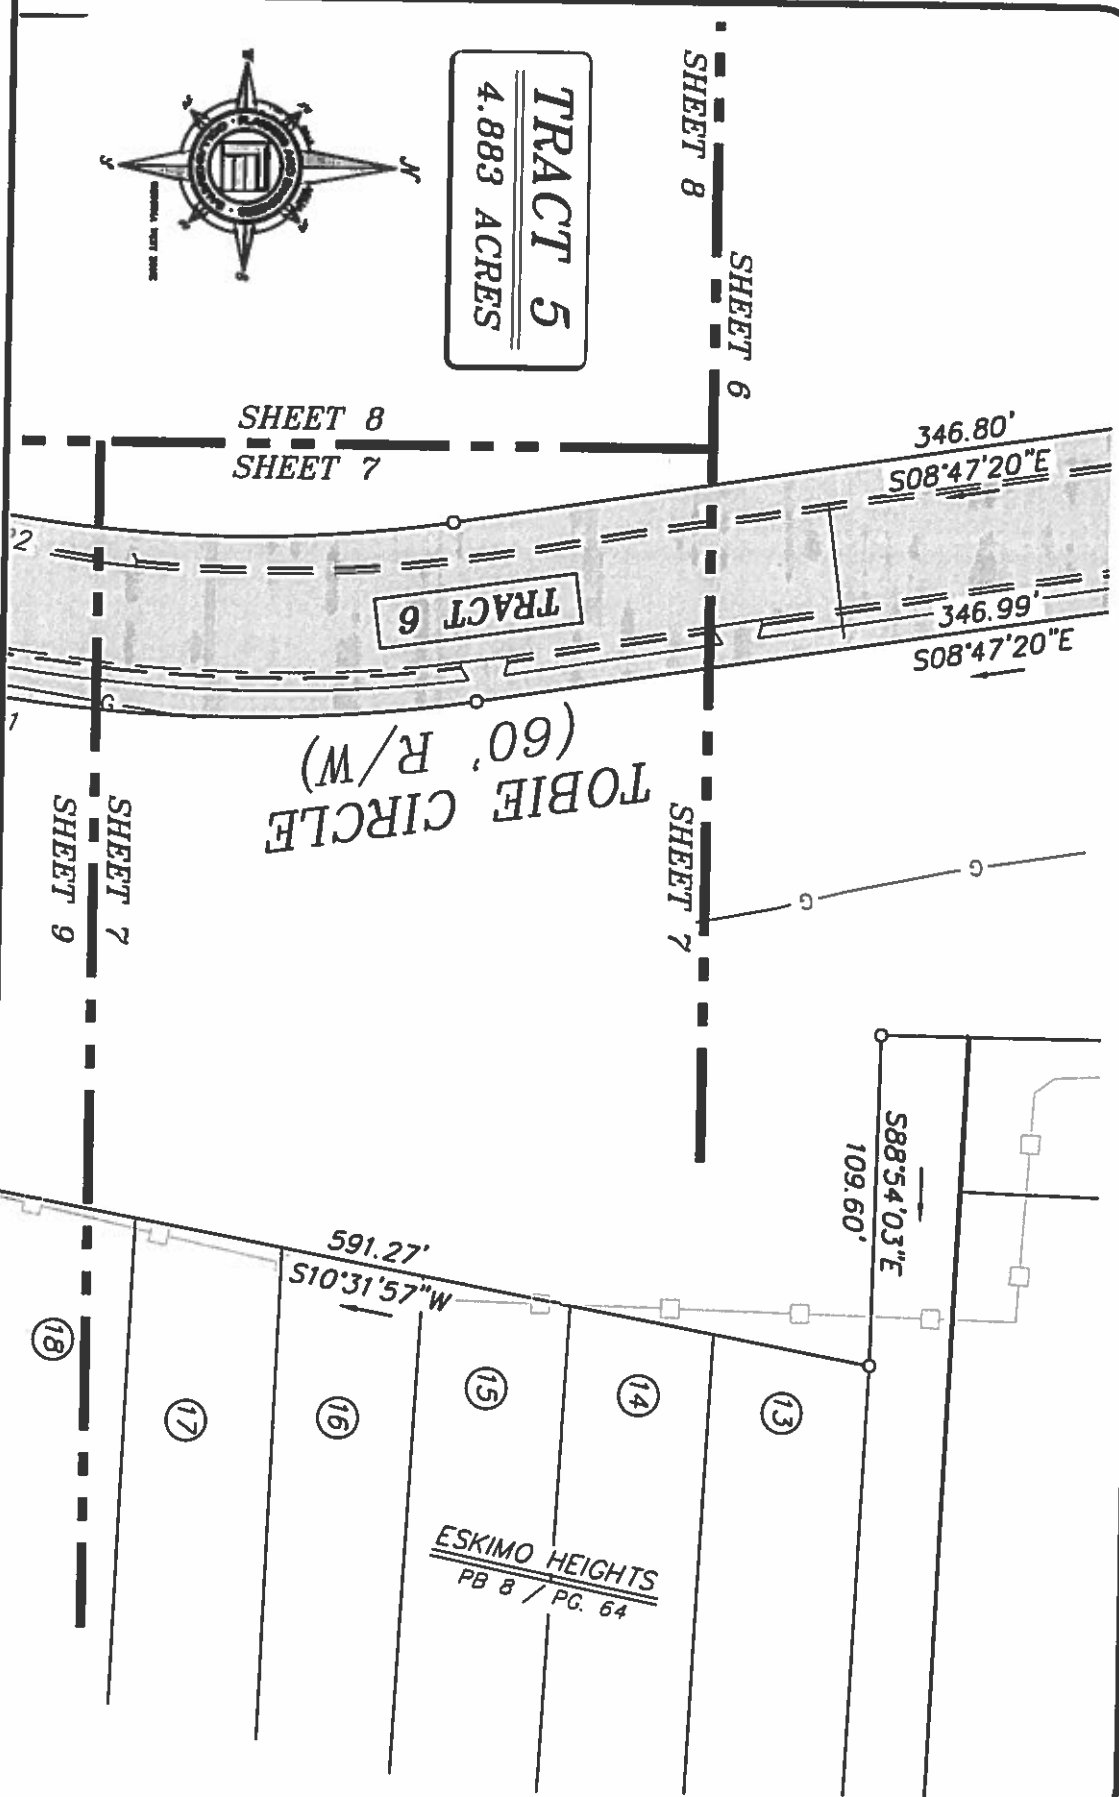 TRACT 5
4.883 ACRES
SHEET 8
SHEET 6
N
SHEET 8
SHEET 7
346.80'
S08°47'20"E
TRACT 6
346.99'
S08°47'20"E
TOBIE CIRCLE
(60' R/W)
G
SHEET 7
SHEET 9
SHEET 7
G
G
S88°54'03"E
109.60'
591.27'
S10°31'57"W
13
14
15
16
17
18
ESKIMO HEIGHTS
PB 8 / PG. 64